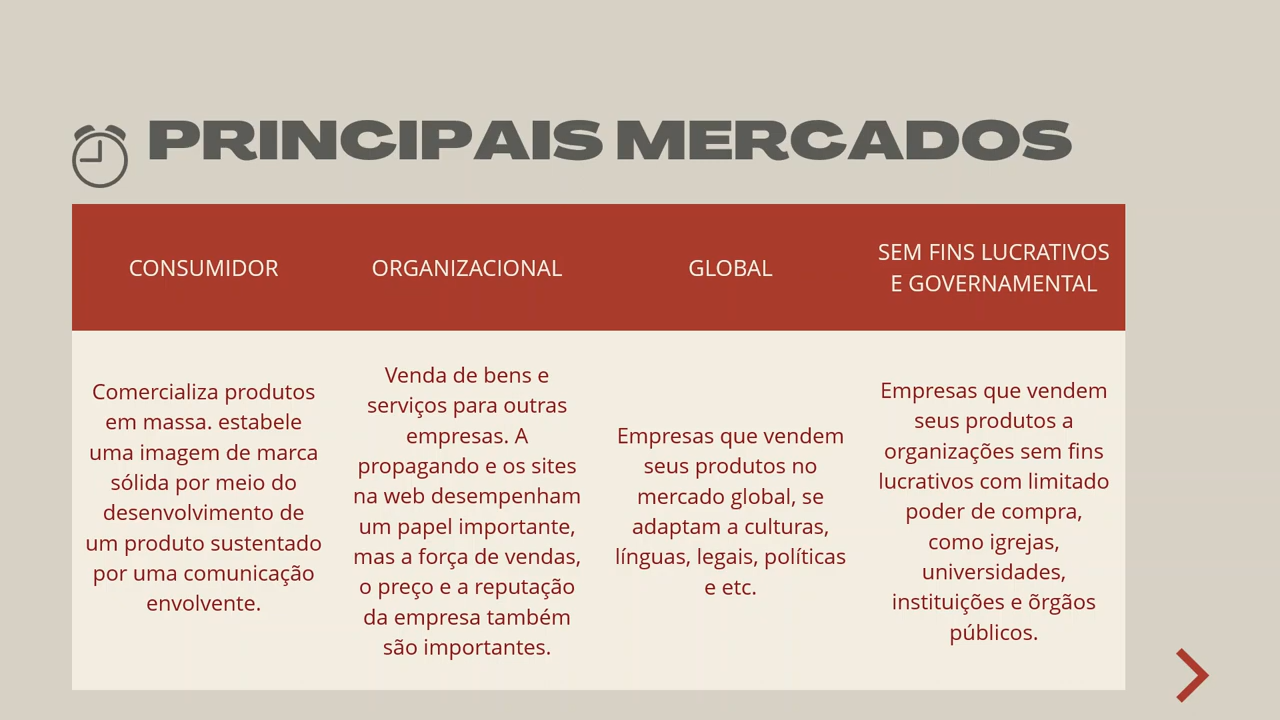 PRINCIPAIS MERCADOS
CONSUMIDOR
ORGANIZACIONAL
GLOBAL
SEM FINS LUCRATIVOS
E GOVERNAMENTAL
Comercializa produtos
em massa. estabele
uma imagem de marca
sólida por meio do
desenvolvimento de
um produto sustentado
por uma comunicação
envolvente.
Venda de bens e
serviços para outras
empresas. A
propagando e os sites
na web desempenham
um papel importante,
mas a força de vendas,
o preço e a reputação
da empresa também
são importantes.
Empresas que vendem
seus produtos no
mercado global, se
adaptam a culturas,
línguas, legais, políticas
e etc.
Empresas que vendem
seus produtos a
organizações sem fins
lucrativos com limitado
poder de compra,
como igrejas,
universidades,
instituições e õrgãos
públicos.